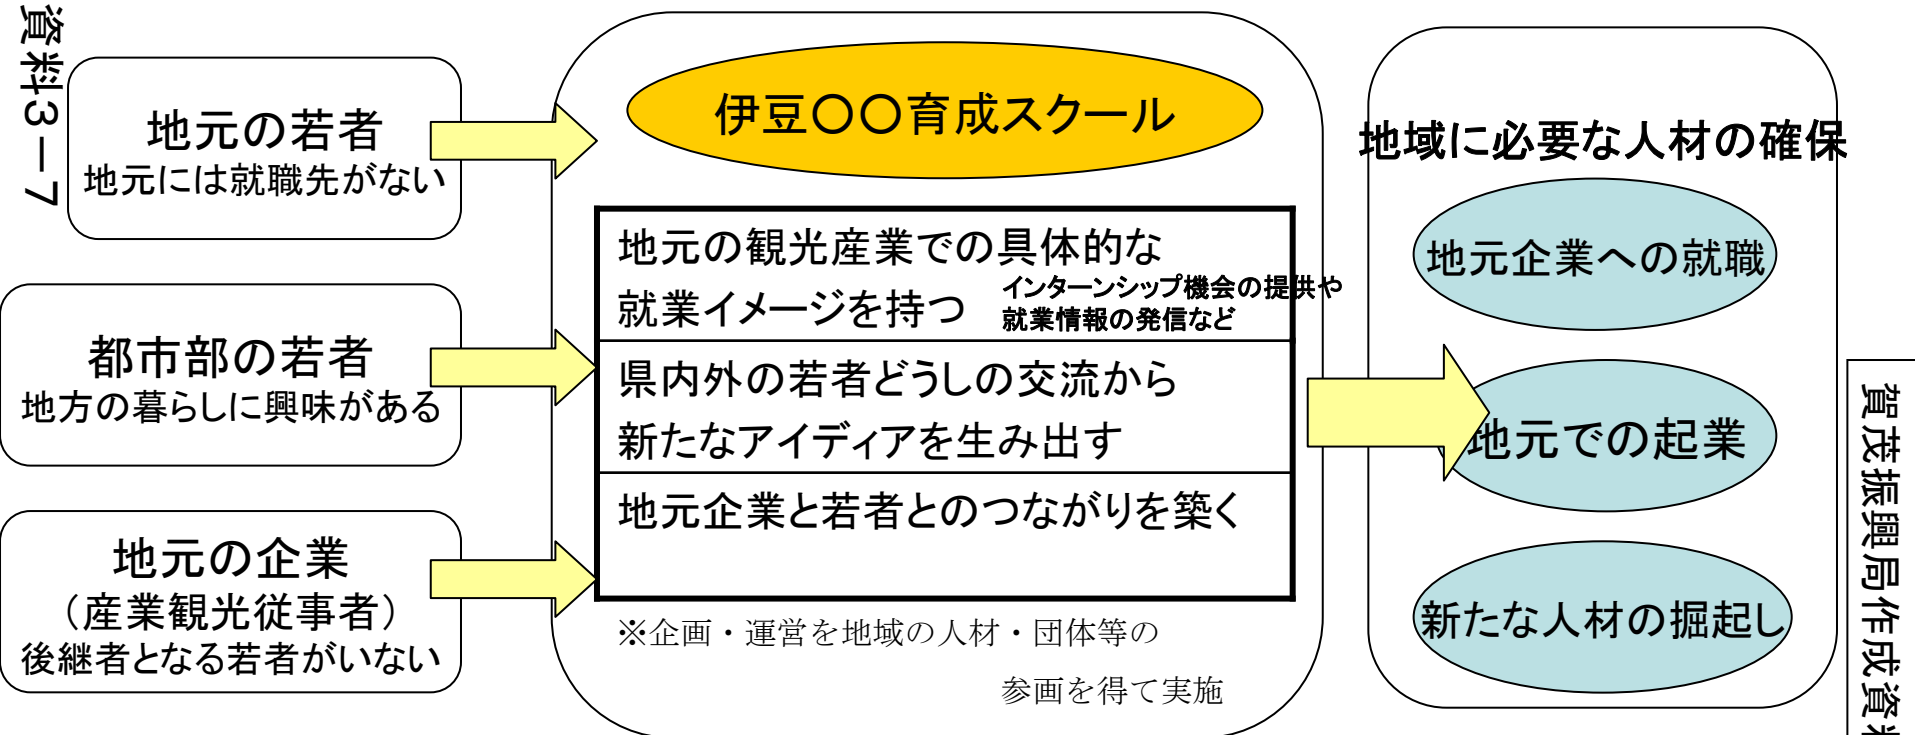 資料3－7
地元の若者
地元には就職先がない
都市部の若者
地方の暮らしに興味がある
地元の企業
（産業観光従事者）
後継者となる若者がいない
伊豆〇〇育成スクール
地元の観光産業での具体的な
就業イメージを持つ
インターンシップ機会の提供や
就業情報の発信など
県内外の若者どうしの交流から
新たなアイディアを生み出す
地元企業と若者とのつながりを築く
※企画・運営を地域の人材・団体等の
参画を得て実施
地域に必要な人材の確保
地元企業への就職
地元での起業
新たな人材の掘起し
賀茂振興局作成資料